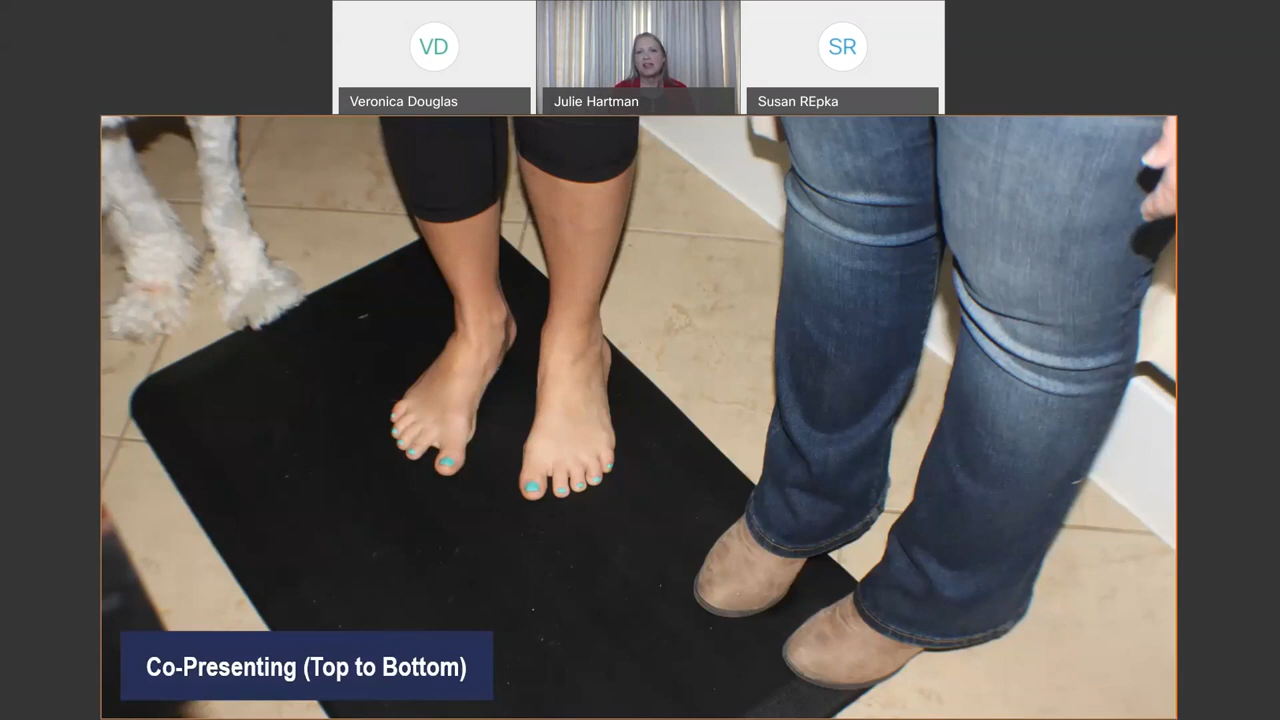 VD
SR
Veronica Douglas
Julie Hartman
Susan REpka
Co-Presenting (Top to Bottom)